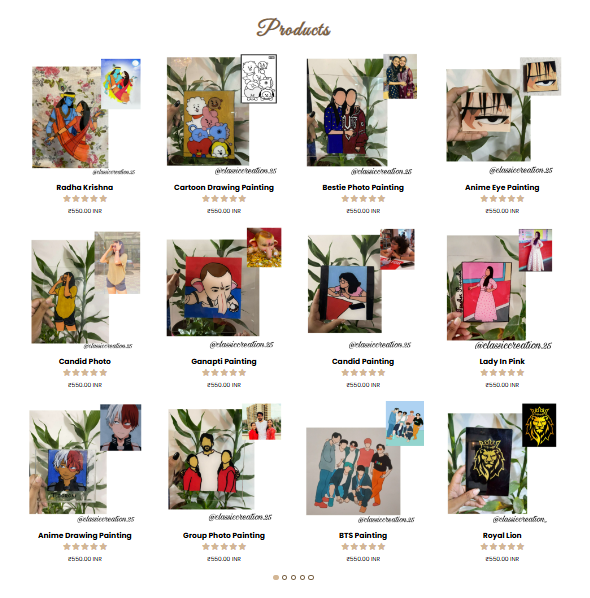 Products
@classiccreation.25
@classiccreation.25
@classiccreation.25
@classiccreation.25
Radha Krishna
Cartoon Drawing Painting
Bestie Photo Painting
Anime Eye Painting
₹550.00 INR
₹550.00 INR
₹550.00 INR
₹550.00 INR
@classiccreation.25
@classiccreation.25
@classiccreation.25
@classiccreation.25
Candid Photo
Ganapti Painting
Candid Painting
Lady In Pink
₹550.00 INR
₹550.00 INR
₹550.00 INR
₹550.00 INR
@classiccreation.25
@classiccreation.25
@classiccreation.25
@classiccreation_
Anime Drawing Painting
Group Photo Painting
BTS Painting
Royal Lion
₹550.00 INR
₹550.00 INR
₹550.00 INR
₹550.00 INR